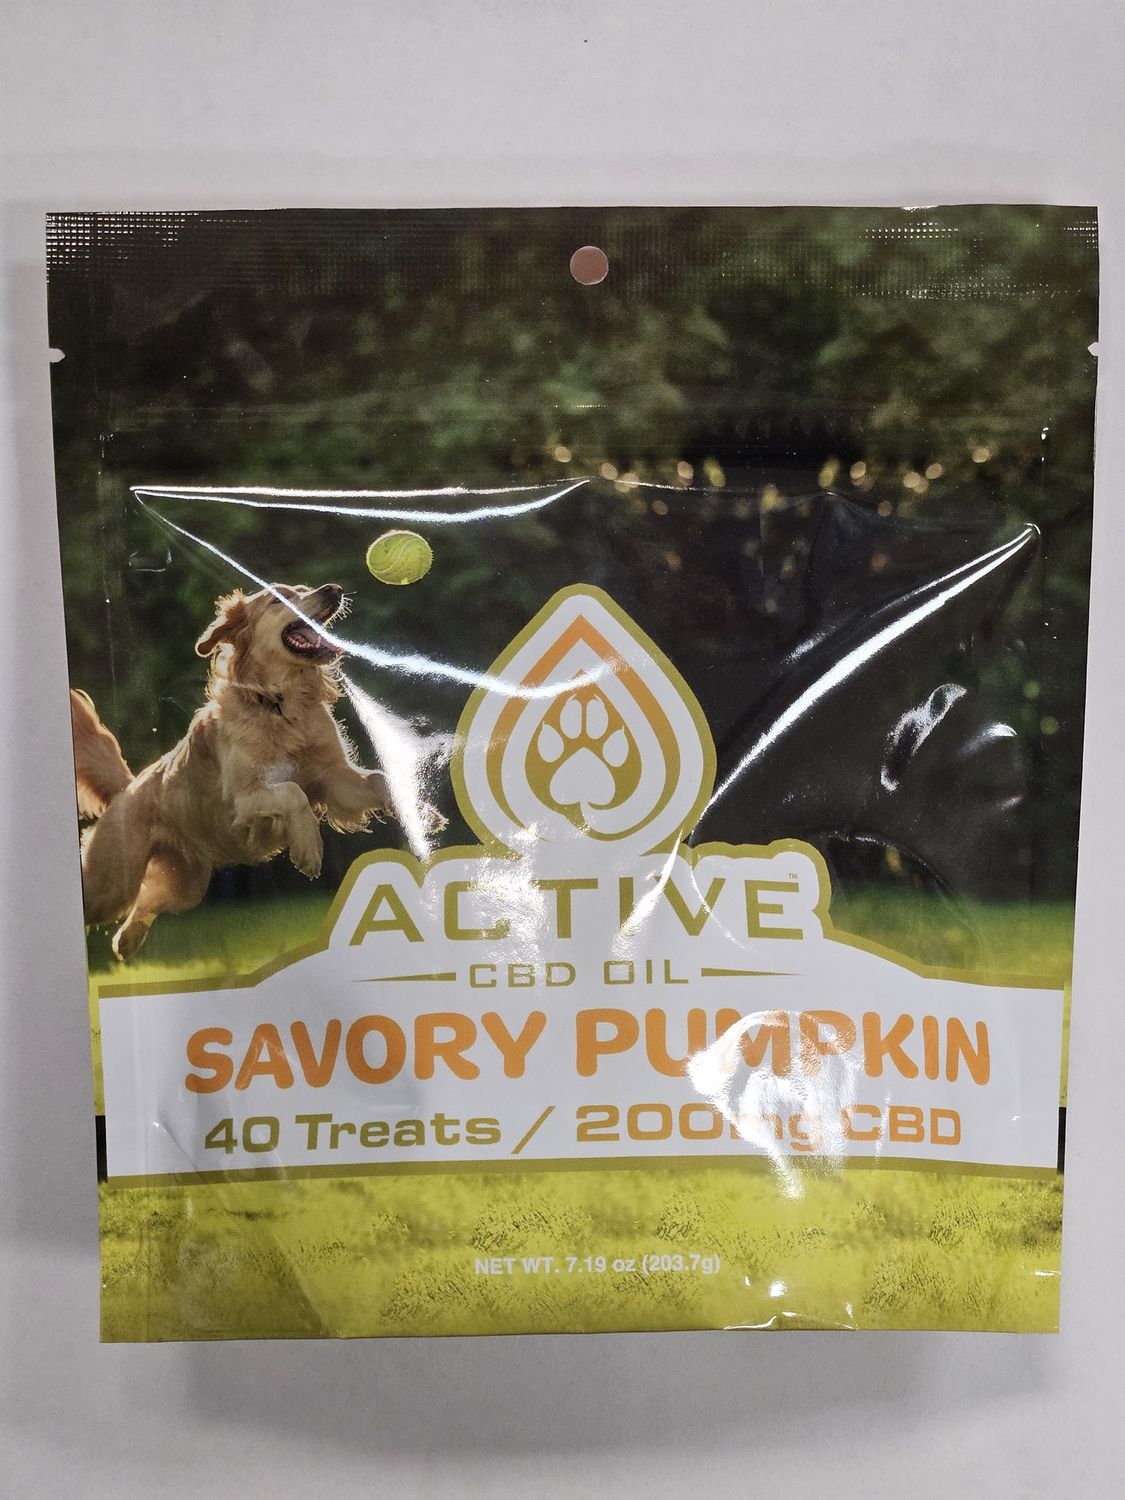 ACTIVE™
CBD OIL
SAVORY PUMPKIN
40 Treats / 200mg CBD
NET WT. 7.19 oz (203.7g)